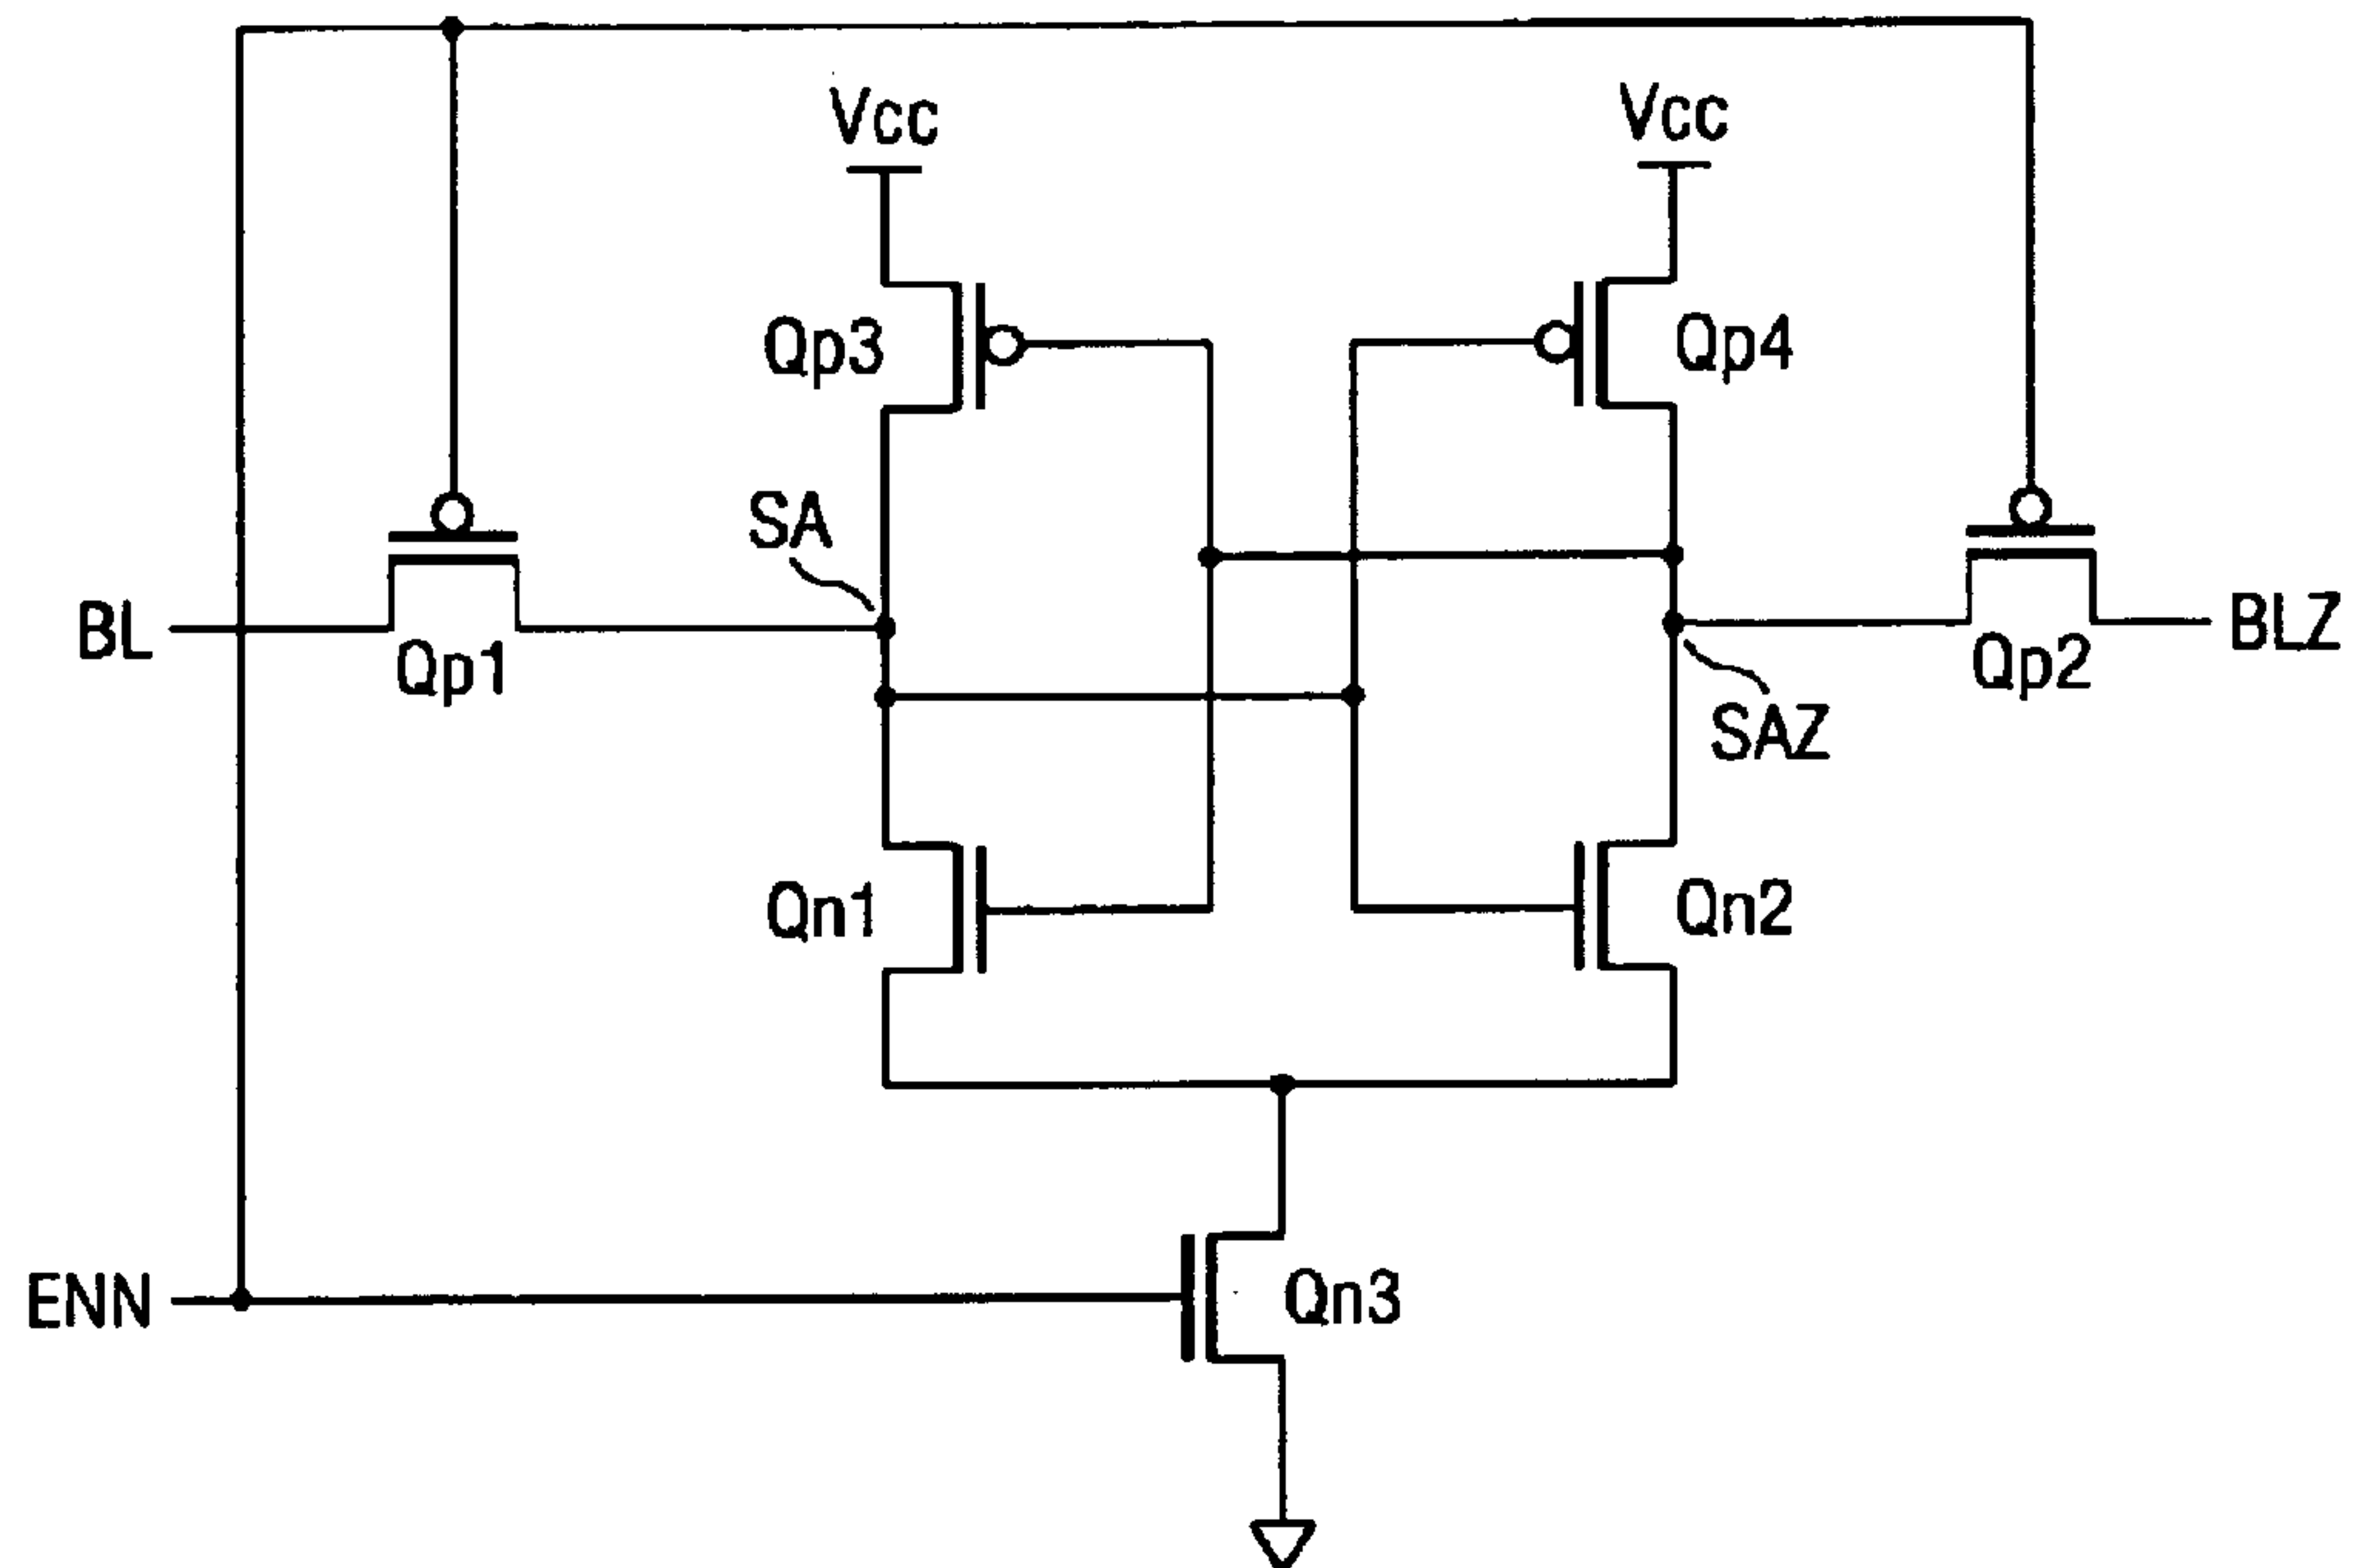 Vcc
Vcc
Qp3
Qp4
SA
BL
Qp1
BLZ
Qp2
SAZ
Qn1
Qn2
ENN
Qn3